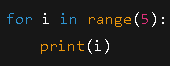 for i in range(5):
    print(i)